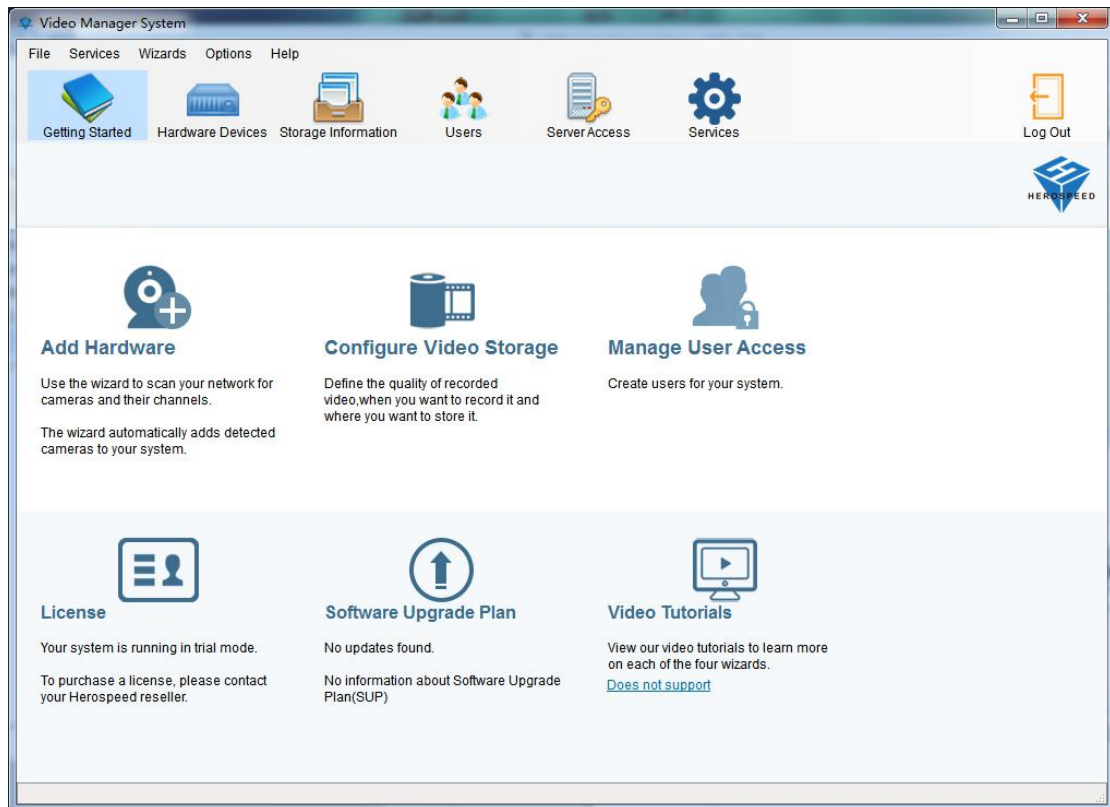 Video Manager System
File Services Wizards Options Help
Getting Started Hardware Devices Storage Information Users Server Access Services Log Out
HEROSPEED
Add Hardware
Use the wizard to scan your network for
cameras and their channels.
The wizard automatically adds detected
cameras to your system.
Configure Video Storage
Define the quality of recorded
video,when you want to record it and
where you want to store it.
Manage User Access
Create users for your system.
License
Your system is running in trial mode.
To purchase a license, please contact
your Herospeed reseller.
Software Upgrade Plan
No updates found.
No information about Software Upgrade
Plan(SUP)
Video Tutorials
View our video tutorials to learn more
on each of the four wizards.
Does not support